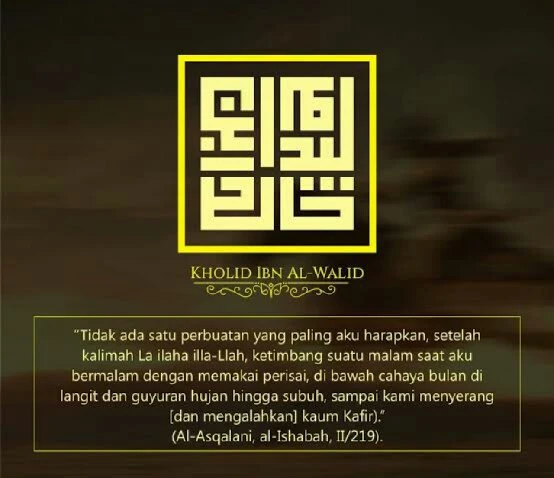 KHOLID IBN AL-WALID
“Tidak ada satu perbuatan yang paling aku harapkan, setelah
kalimah La ilaha illa-Llah, ketimbang suatu malam saat aku
bermalam dengan memakai perisai, di bawah cahaya bulan di
langit dan guyuran hujan hingga subuh, sampai kami menyerang
[dan mengalahkan] kaum Kafir).”
(Al-Asqalani, al-Ishabah, II/219).